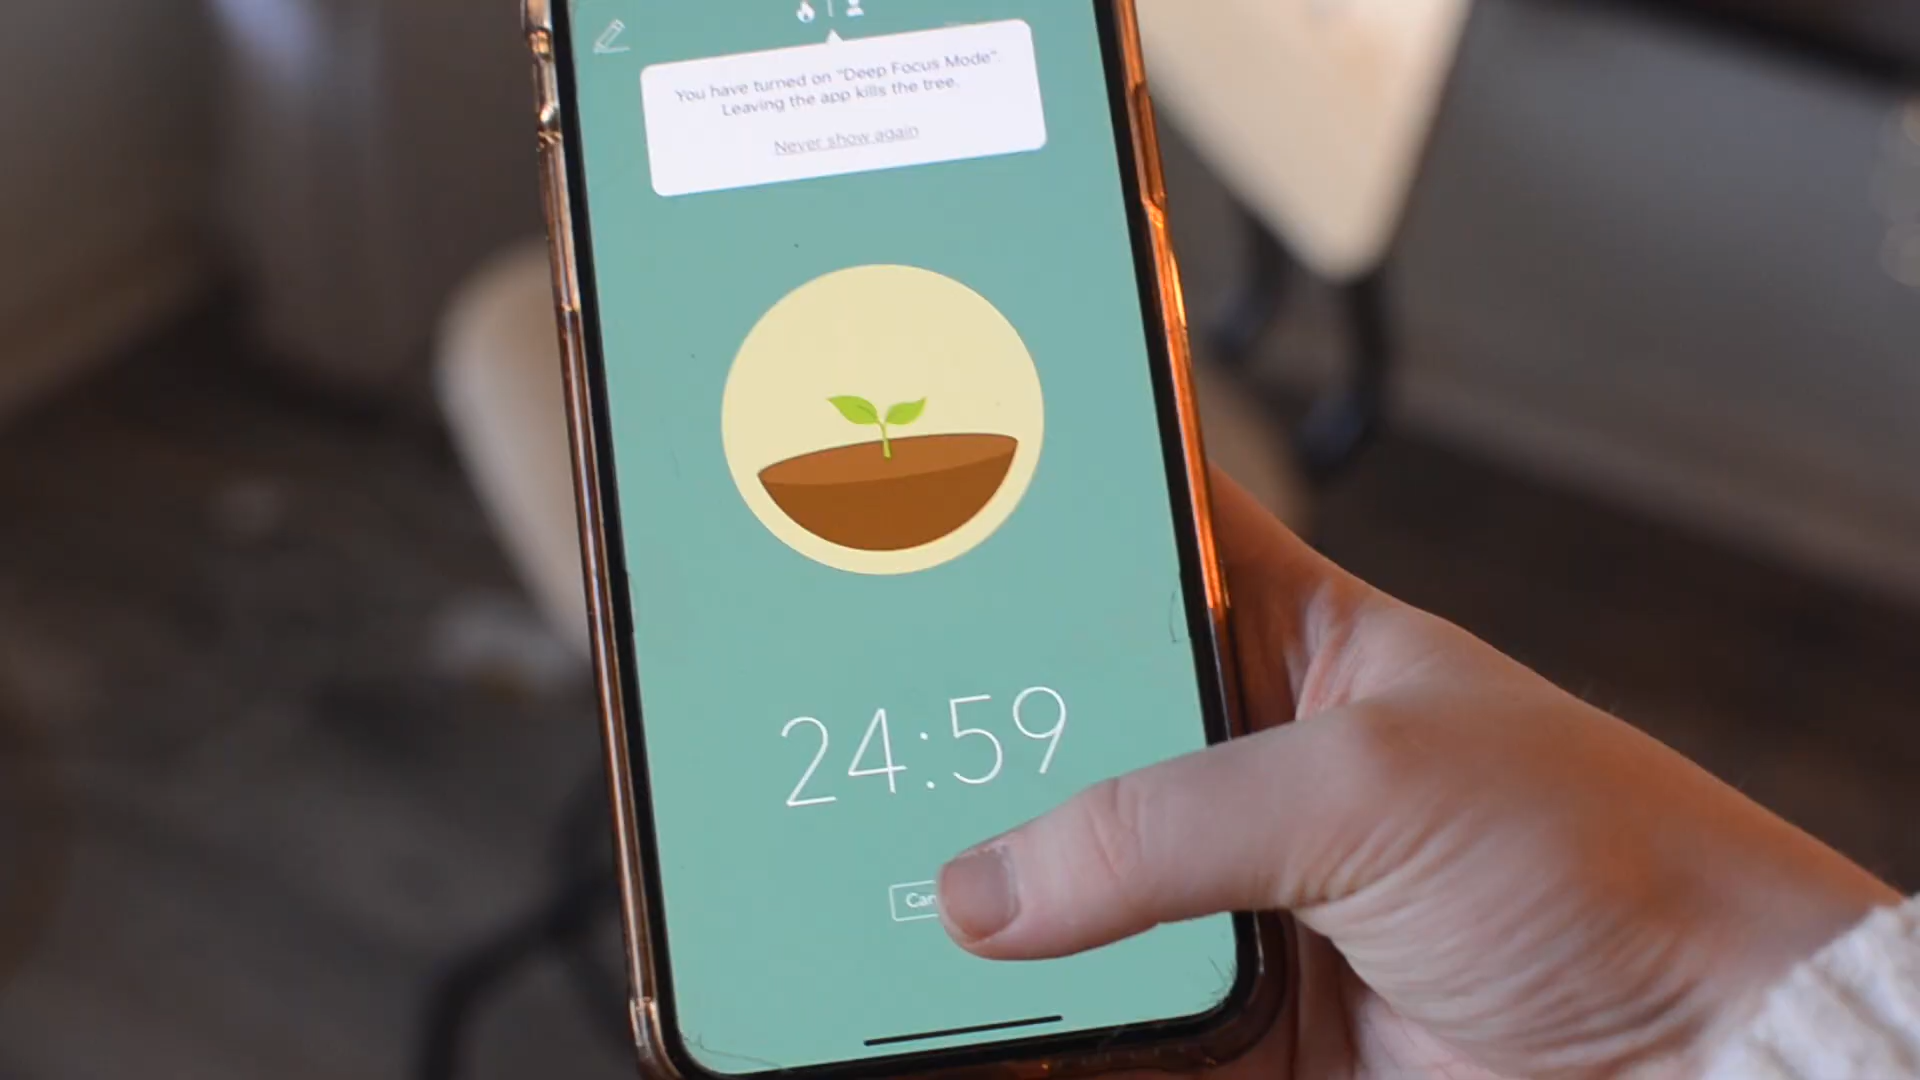 You have turned on "Deep Focus Mode".
Leaving the app kills the tree.
Never show again
24:59